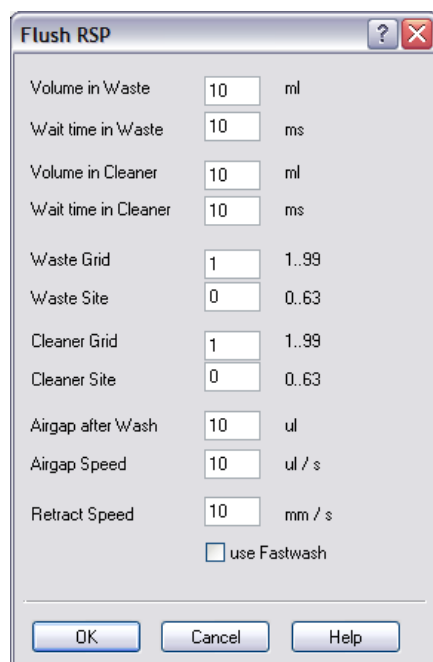 Flush RSP
Volume in Waste 10 ml
Wait time in Waste 10 ms
Volume in Cleaner 10 ml
Wait time in Cleaner 10 ms
Waste Grid 1 1..99
Waste Site 0 0..63
Cleaner Grid 1 1..99
Cleaner Site 0 0..63
Airgap after Wash 10 ul
Airgap Speed 10 ul / s
Retract Speed 10 mm / s
use Fastwash
OK Cancel Help